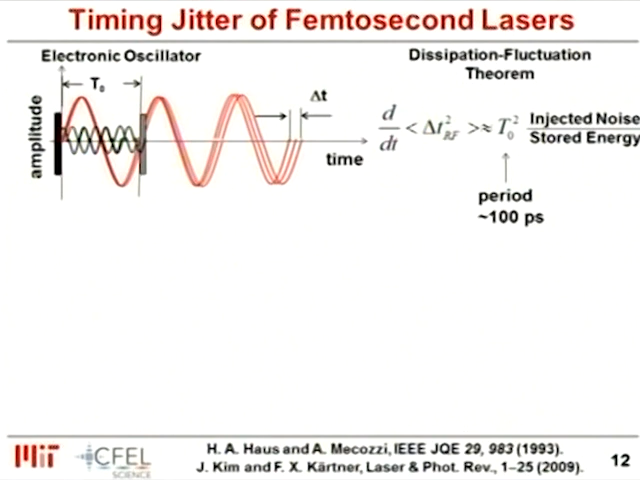 Timing Jitter of Femtosecond Lasers
Electronic Oscillator
T₀
amplitude
Δt
time
Dissipation-Fluctuation
Theorem
d/dt < Δt²_RF >≈ T₀² Injected Noise / Stored Energy
period
~100 ps
MIT
CFEL
SCIENCE
H. A. Haus and A. Mecozzi, IEEE JQE 29, 983 (1993).
J. Kim and F. X. Kärtner, Laser & Phot. Rev., 1–25 (2009).
12